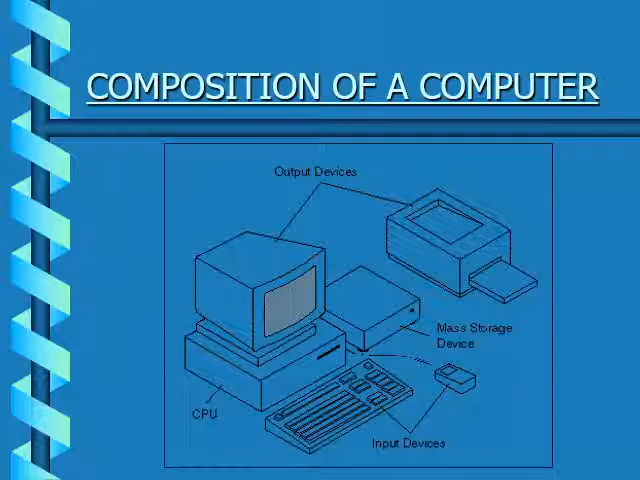 COMPOSITION OF A COMPUTER
Output Devices
Mass Storage
Device
CPU
Input Devices